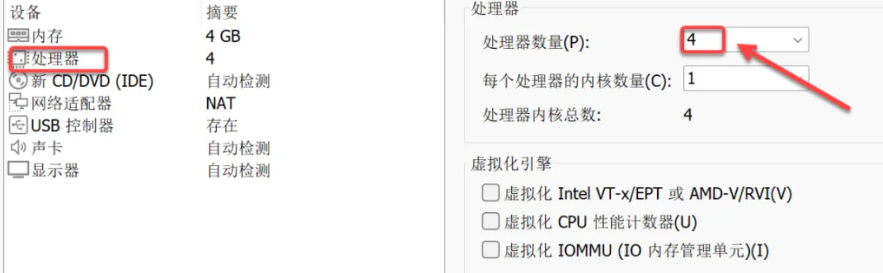 设备 摘要
内存 4 GB
处理器 4
新 CD/DVD (IDE) 自动检测
网络适配器 NAT
USB 控制器 存在
声卡 自动检测
显示器 自动检测
处理器
处理器数量(P): 4
每个处理器的内核数量(C): 1
处理器内核总数: 4
虚拟化引擎
虚拟化 Intel VT-x/EPT 或 AMD-V/RVI(V)
虚拟化 CPU 性能计数器(U)
虚拟化 IOMMU (IO 内存管理单元)(I)